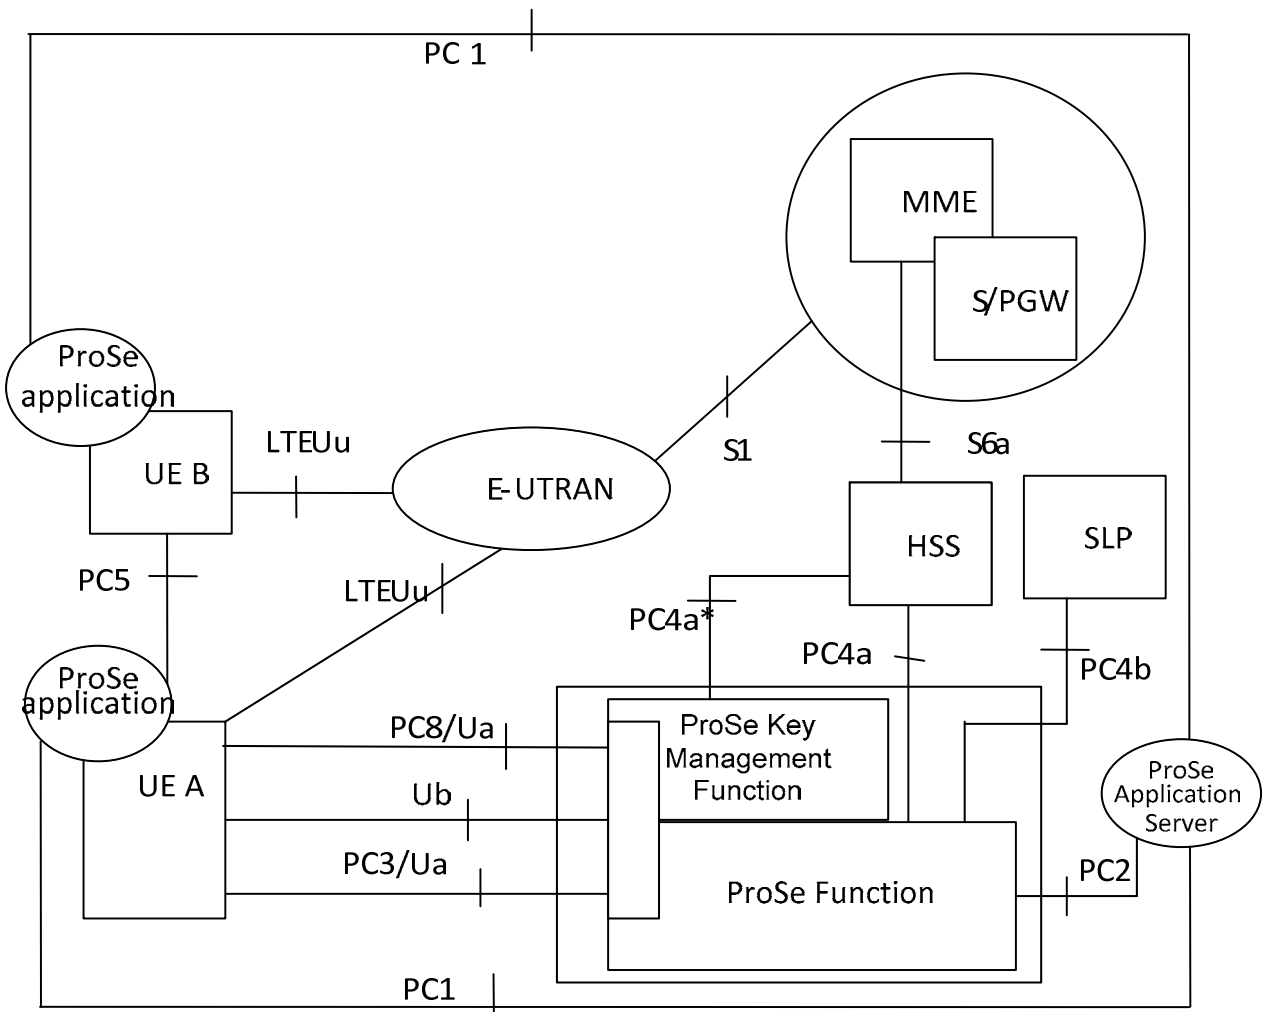 PC 1
MME
S/PGW
ProSe
application
LTEUu
UE B
E-UTRAN
S1
S6a
HSS
SLP
PC5
LTEUu
PC4a*
PC4a
PC4b
ProSe
application
UE A
PC8/Ua
Ub
PC3/Ua
ProSe Key
Management
Function
ProSe Function
ProSe
Application
Server
PC2
PC1